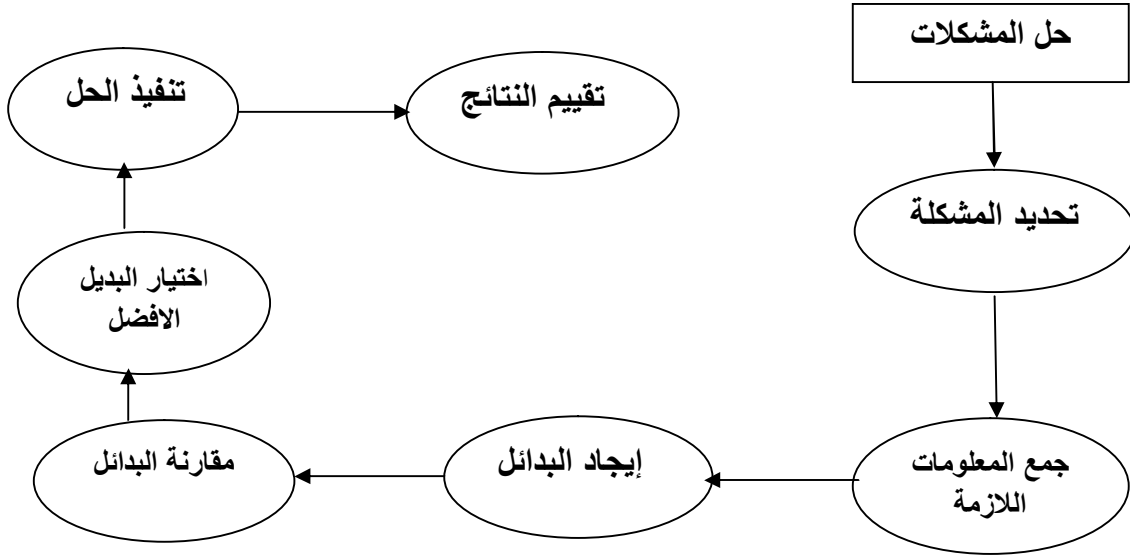 حل المشكلات
تحديد المشكلة
جمع المعلومات
اللازمة
إيجاد البدائل
مقارنة البدائل
اختيار البديل
الافضل
تنفيذ الحل
تقييم النتائج